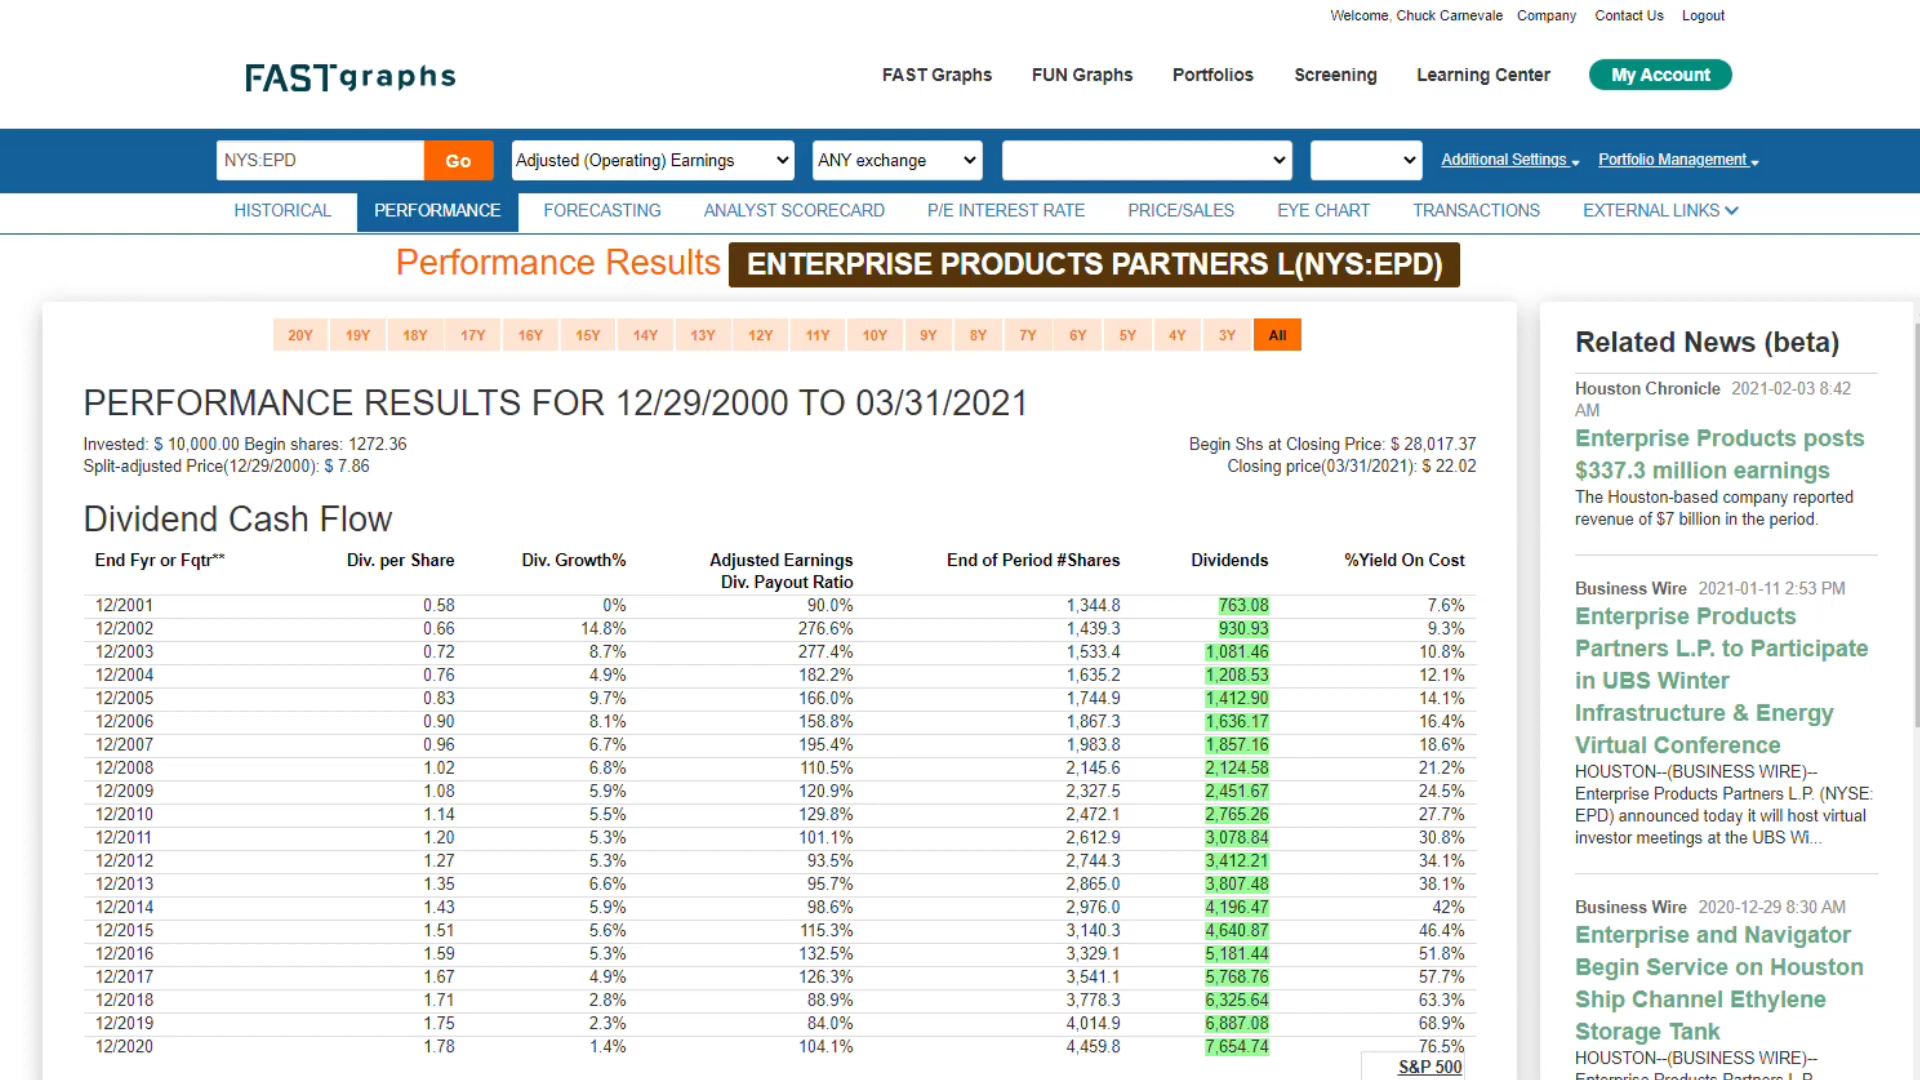 Welcome, Chuck Carnevale Company Contact Us Logout
FASTgraphs FAST Graphs FUN Graphs Portfolios Screening Learning Center My Account
NYS:EPD Go Adjusted (Operating) Earnings ANY exchange Additional Settings Portfolio Management
HISTORICAL PERFORMANCE FORECASTING ANALYST SCORECARD P/E INTEREST RATE PRICE/SALES EYE CHART TRANSACTIONS EXTERNAL LINKS
Performance Results ENTERPRISE PRODUCTS PARTNERS L(NYS:EPD)
20Y 19Y 18Y 17Y 16Y 15Y 14Y 13Y 12Y 11Y 10Y 9Y 8Y 7Y 6Y 5Y 4Y 3Y All
PERFORMANCE RESULTS FOR 12/29/2000 TO 03/31/2021
Invested: $ 10,000.00 Begin shares: 1272.36 Begin Shs at Closing Price: $ 28,017.37
Split-adjusted Price(12/29/2000): $ 7.86 Closing price(03/31/2021): $ 22.02
Dividend Cash Flow
End Fyr or Fqtr** Div. per Share Div. Growth% Adjusted Earnings End of Period #Shares Dividends %Yield On Cost
Div. Payout Ratio
12/2001 0.58 0% 90.0% 1,344.8 763.08 7.6%
12/2002 0.66 14.8% 276.6% 1,439.3 930.93 9.3%
12/2003 0.72 8.7% 277.4% 1,533.4 1,081.46 10.8%
12/2004 0.76 4.9% 182.2% 1,635.2 1,208.53 12.1%
12/2005 0.83 9.7% 166.0% 1,744.9 1,412.90 14.1%
12/2006 0.90 8.1% 158.8% 1,867.3 1,636.17 16.4%
12/2007 0.96 6.7% 195.4% 1,983.8 1,857.16 18.6%
12/2008 1.02 6.8% 110.5% 2,145.6 2,124.58 21.2%
12/2009 1.08 5.9% 120.9% 2,327.5 2,451.67 24.5%
12/2010 1.14 5.5% 129.8% 2,472.1 2,765.26 27.7%
12/2011 1.20 5.3% 101.1% 2,612.9 3,078.84 30.8%
12/2012 1.27 5.3% 93.5% 2,744.3 3,412.21 34.1%
12/2013 1.35 6.6% 95.7% 2,865.0 3,807.48 38.1%
12/2014 1.43 5.9% 98.6% 2,976.0 4,196.47 42%
12/2015 1.51 5.6% 115.3% 3,140.3 4,640.87 46.4%
12/2016 1.59 5.3% 132.5% 3,329.1 5,181.44 51.8%
12/2017 1.67 4.9% 126.3% 3,541.1 5,768.76 57.7%
12/2018 1.71 2.8% 88.9% 3,778.3 6,325.64 63.3%
12/2019 1.75 2.3% 84.0% 4,014.9 6,887.08 68.9%
12/2020 1.78 1.4% 104.1% 4,459.8 7,654.74 76.5%
S&P 500
Related News (beta)
Houston Chronicle 2021-02-03 8:42
AM
Enterprise Products posts
$337.3 million earnings
The Houston-based company reported
revenue of $7 billion in the period.
Business Wire 2021-01-11 2:53 PM
Enterprise Products
Partners L.P. to Participate
in UBS Winter
Infrastructure & Energy
Virtual Conference
HOUSTON--(BUSINESS WIRE)--
Enterprise Products Partners L.P. (NYSE:
EPD) announced today it will host virtual
investor meetings at the UBS Wi...
Business Wire 2020-12-29 8:30 AM
Enterprise and Navigator
Begin Service on Houston
Ship Channel Ethylene
Storage Tank
HOUSTON--(BUSINESS WIRE)--
Enterprise Products Partners L.P.